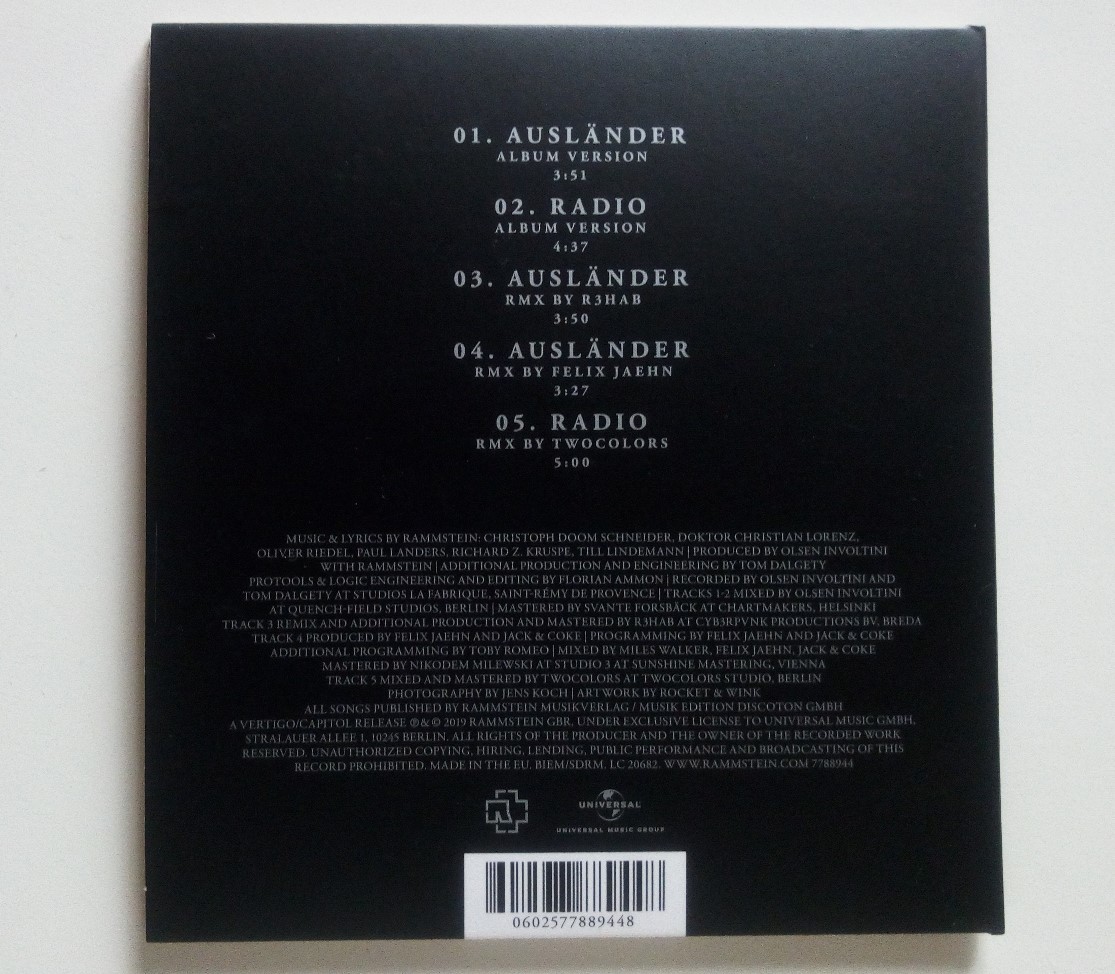 01. AUSLÄNDER
ALBUM VERSION
3:51
02. RADIO
ALBUM VERSION
4:37
03. AUSLÄNDER
RMX BY R3HAB
3:50
04. AUSLÄNDER
RMX BY FELIX JAEHN
3:27
05. RADIO
RMX BY TWOCOLORS
5:00
MUSIC & LYRICS BY RAMMSTEIN: CHRISTOPH DOOM SCHNEIDER, DOKTOR CHRISTIAN LORENZ,
OLIVER RIEDEL, PAUL LANDERS, RICHARD Z. KRUSPE, TILL LINDEMANN | PRODUCED BY OLSEN INVOLTINI
WITH RAMMSTEIN | ADDITIONAL PRODUCTION AND ENGINEERING BY TOM DALGETY
PROTOOLS & LOGIC ENGINEERING AND EDITING BY FLORIAN AMMON | RECORDED BY OLSEN INVOLTINI AND
TOM DALGETY AT STUDIOS LA FABRIQUE, SAINT-RÉMY DE PROVENCE | TRACKS 1-2 MIXED BY OLSEN INVOLTINI
AT QUENCH-FIELD STUDIOS, BERLIN | MASTERED BY SVANTE FORSBÄCK AT CHARTMAKERS, HELSINKI
TRACK 3 REMIX AND ADDITIONAL PRODUCTION AND MASTERED BY R3HAB AT CYB3RPVNK PRODUCTIONS BV, BREDA
TRACK 4 PRODUCED BY FELIX JAEHN AND JACK & COKE | PROGRAMMING BY FELIX JAEHN AND JACK & COKE
ADDITIONAL PROGRAMMING BY TOBY ROMEO | MIXED BY MILES WALKER, FELIX JAEHN, JACK & COKE
MASTERED BY NIKODEM MILEWSKI AT STUDIO 3 AT SUNSHINE MASTERING, VIENNA
TRACK 5 MIXED AND MASTERED BY TWOCOLORS AT TWOCOLORS STUDIO, BERLIN
PHOTOGRAPHY BY JENS KOCH | ARTWORK BY ROCKET & WINK
ALL SONGS PUBLISHED BY RAMMSTEIN MUSIKVERLAG / MUSIK EDITION DISCOTON GMBH
A VERTIGO/CAPITOL RELEASE ℗ & © 2019 RAMMSTEIN GBR, UNDER EXCLUSIVE LICENSE TO UNIVERSAL MUSIC GMBH,
STRALAUER ALLEE 1, 10245 BERLIN. ALL RIGHTS OF THE PRODUCER AND THE OWNER OF THE RECORDED WORK
RESERVED. UNAUTHORIZED COPYING, HIRING, LENDING, PUBLIC PERFORMANCE AND BROADCASTING OF THIS
RECORD PROHIBITED. MADE IN THE EU. BIEM/SDRM. LC 20682. WWW.RAMMSTEIN.COM 7788944
UNIVERSAL
UNIVERSAL MUSIC GROUP
0602577889448